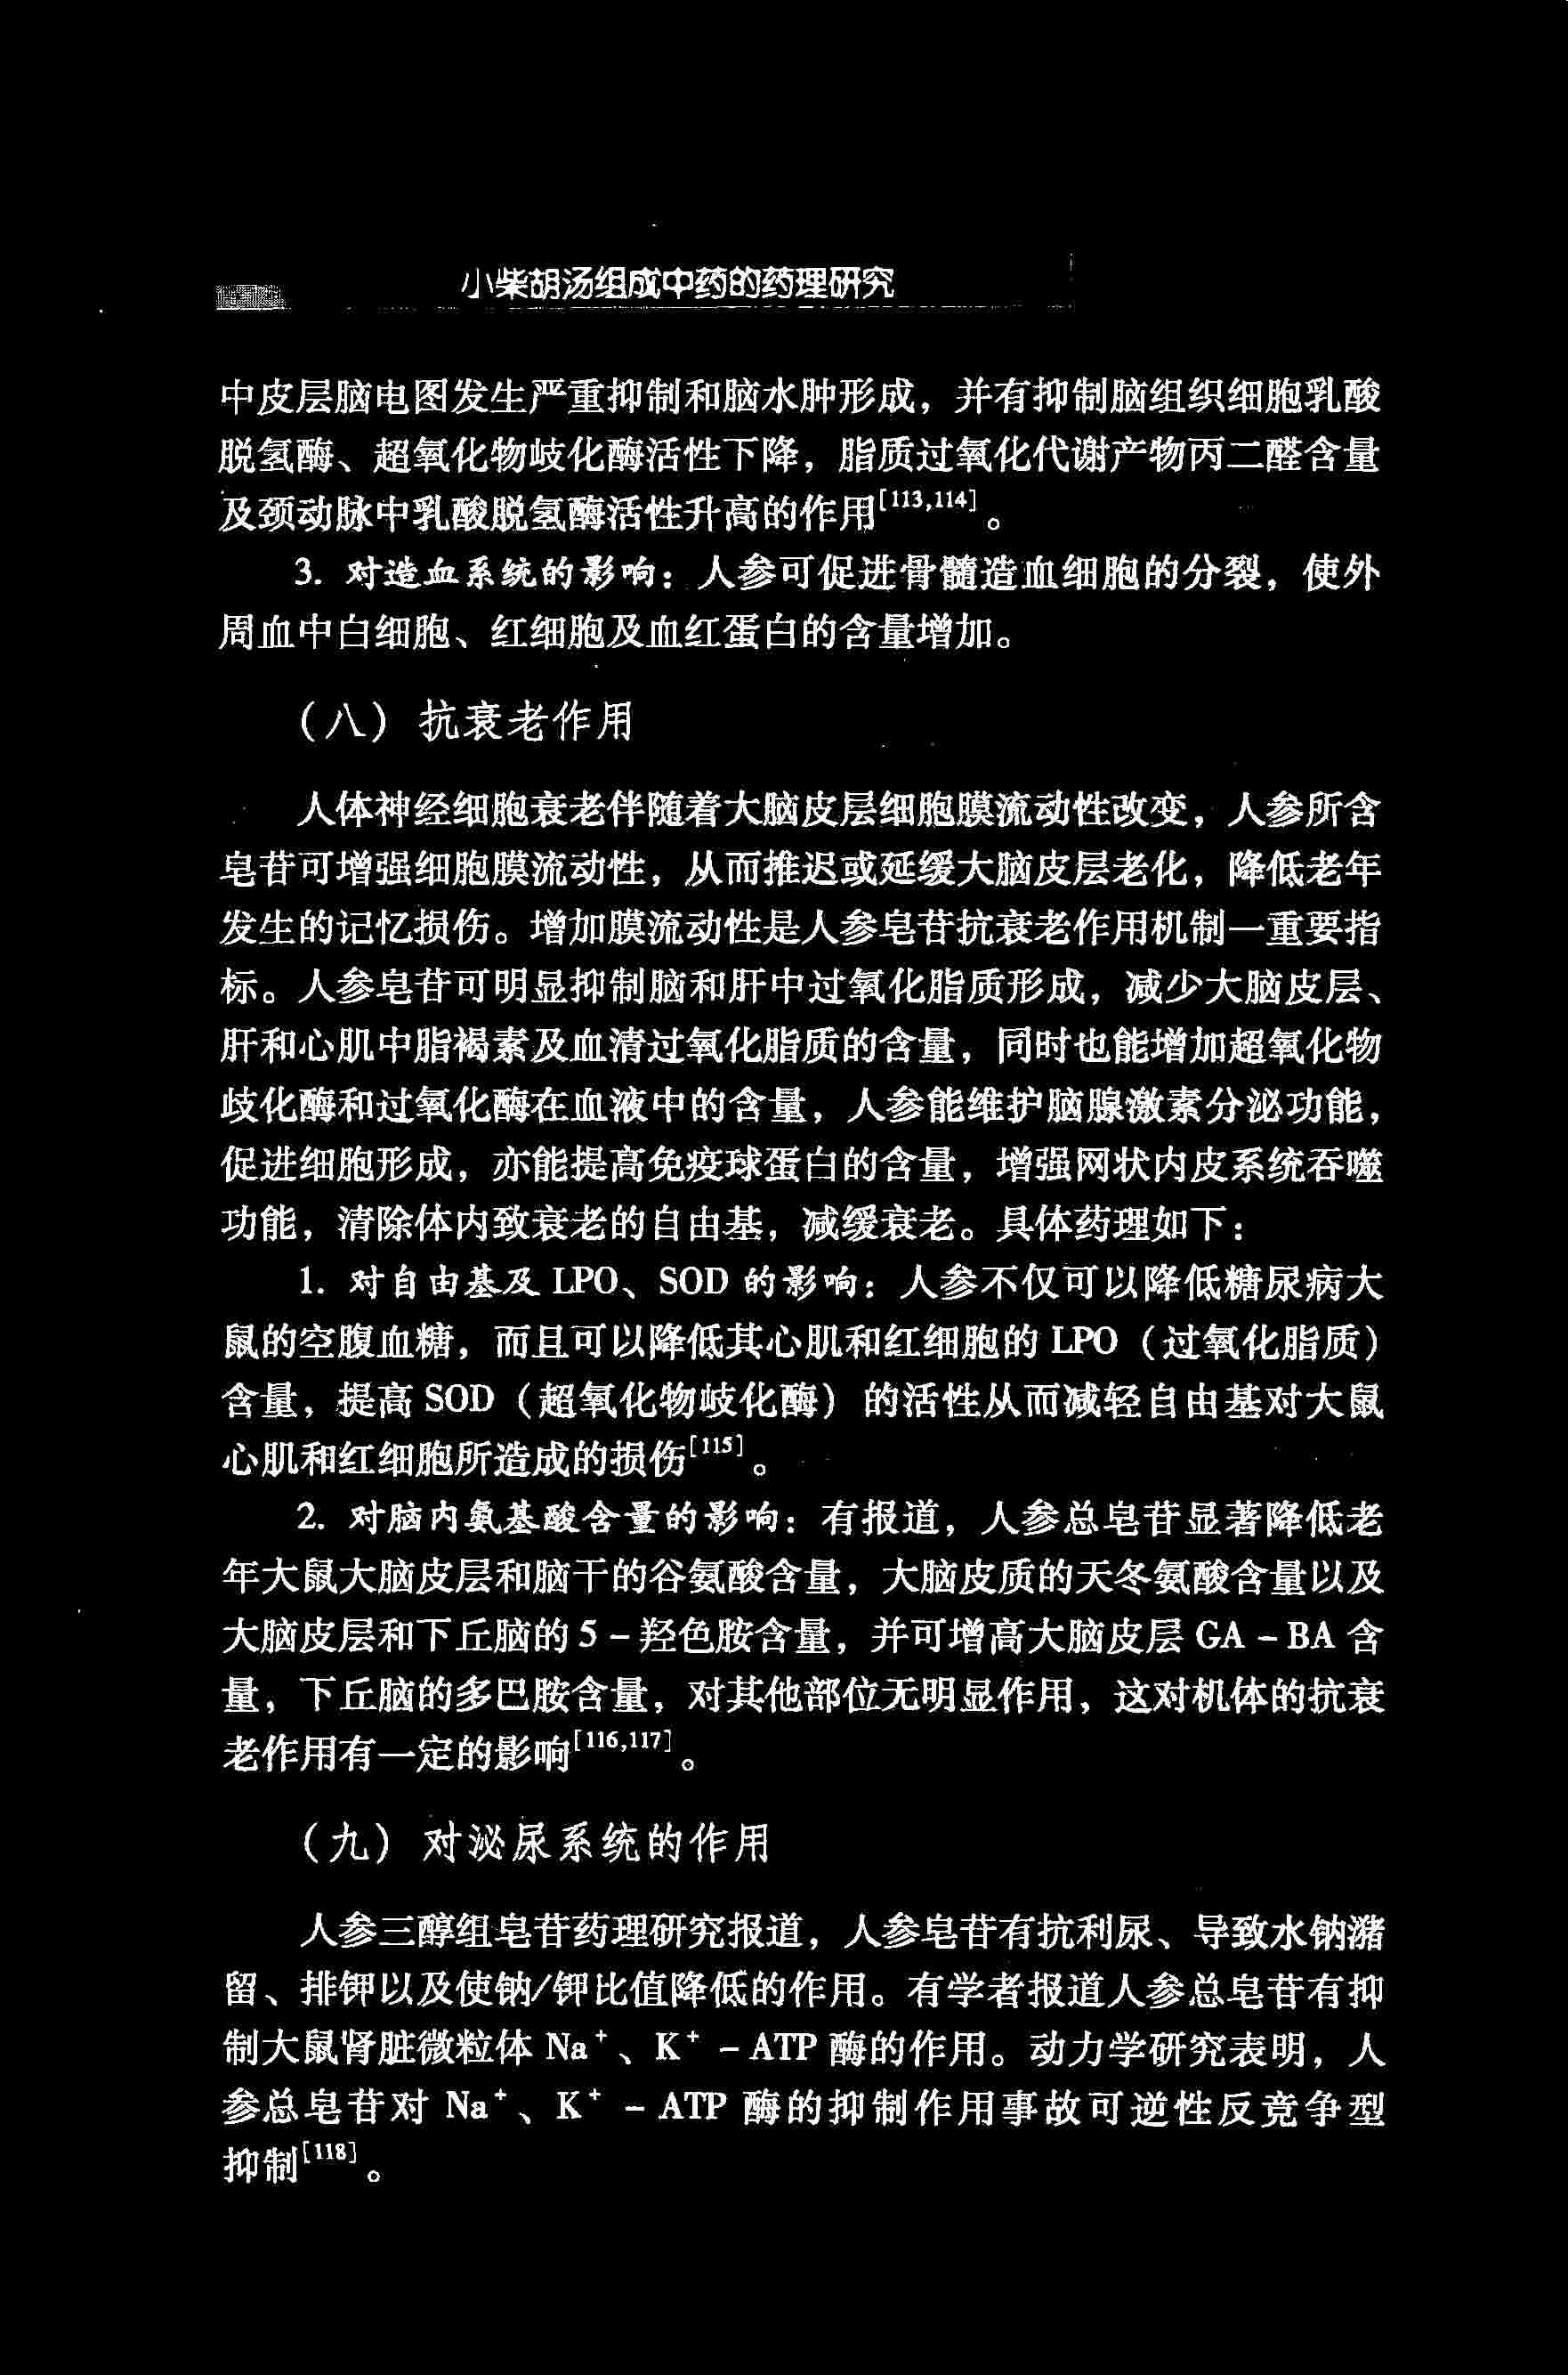 小柴胡汤组成中药的药理研究
中皮层脑电图发生严重抑制和脑水肿形成，并有抑制脑组织细胞乳酸
脱氢酶、超氧化物岐化酶活性下降，脂质过氧化代谢产物丙二醛含量
及颈动脉中乳酸脱氢酶活性升高的作用[113,114]。
3. 对造血系统的影响：人参可促进骨髓造血细胞的分裂，使外
周血中白细胞、红细胞及血红蛋白的含量增加。
（八）抗衰老作用
人体神经细胞衰老伴随着大脑皮层细胞膜流动性改变，人参所含
皂苷可增强细胞膜流动性，从而推迟或延缓大脑皮层老化，降低老年
发生的记忆损伤。增加膜流动性是人参皂苷抗衰老作用机制一重要指
标。人参皂苷可明显抑制脑和肝中过氧化脂质形成，减少大脑皮层、
肝和心肌中脂褐素及血清过氧化脂质的含量，同时也能增加超氧化物
歧化酶和过氧化酶在血液中的含量，人参能维护脑腺激素分泌功能，
促进细胞形成，亦能提高免疫球蛋白的含量，增强网状内皮系统吞噬
功能，清除体内致衰老的自由基，减缓衰老。具体药理如下：
1. 对自由基及 LPO、SOD 的影响：人参不仅可以降低糖尿病大
鼠的空腹血糖，而且可以降低其心肌和红细胞的 LPO（过氧化脂质）
含量，提高 SOD（超氧化物岐化酶）的活性从而减轻自由基对大鼠
心肌和红细胞所造成的损伤[115]。
2. 对脑内氨基酸含量的影响：有报道，人参总皂苷显著降低老
年大鼠大脑皮层和脑干的谷氨酸含量，大脑皮质的天冬氨酸含量以及
大脑皮层和下丘脑的 5－羟色胺含量，并可增高大脑皮层 GA－BA 含
量，下丘脑的多巴胺含量，对其他部位无明显作用，这对机体的抗衰
老作用有一定的影响[116,117]。
（九）对泌尿系统的作用
人参三醇组皂苷药理研究报道，人参皂苷有抗利尿、导致水钠潴
留、排钾以及使钠/钾比值降低的作用。有学者报道人参总皂苷有抑
制大鼠肾脏微粒体 Na⁺、K⁺－ATP 酶的作用。动力学研究表明，人
参总皂苷对 Na⁺、K⁺－ATP 酶的抑制作用事故可逆性反竞争型
抑制[118]。